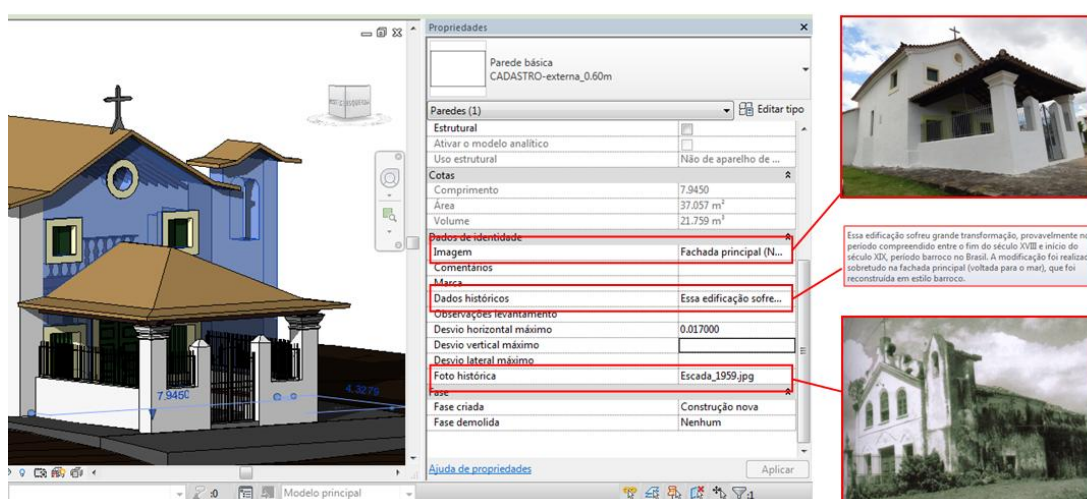 Propriedades
Parede básica
CADASTRO-externa_0.60m
Paredes (1)
Editar tipo
Estrutural
Ativar o modelo analítico
Uso estrutural Não de aparelho de ...
Cotas
Comprimento 7.9450
Área 37.057 m²
Volume 21.759 m³
Dados de identidade
Imagem Fachada principal (N...
Comentários
Marca
Dados históricos Essa edificação sofre...
Observações levantamento
Desvio horizontal máximo 0.017000
Desvio vertical máximo
Desvio lateral máximo
Foto histórica Escada_1959.jpg
Fase
Fase criada Construção nova
Fase demolida Nenhum
Ajuda de propriedades
Aplicar
7.9450
4.3279
:0
Modelo principal
:1
Essa edificação sofreu grande transformação, provavelmente no
período compreendido entre o fim do século XVIII e início do
século XIX, período barroco no Brasil. A modificação foi realizad
sobretudo na fachada principal (voltada para o mar), que foi
reconstruída em estilo barroco.